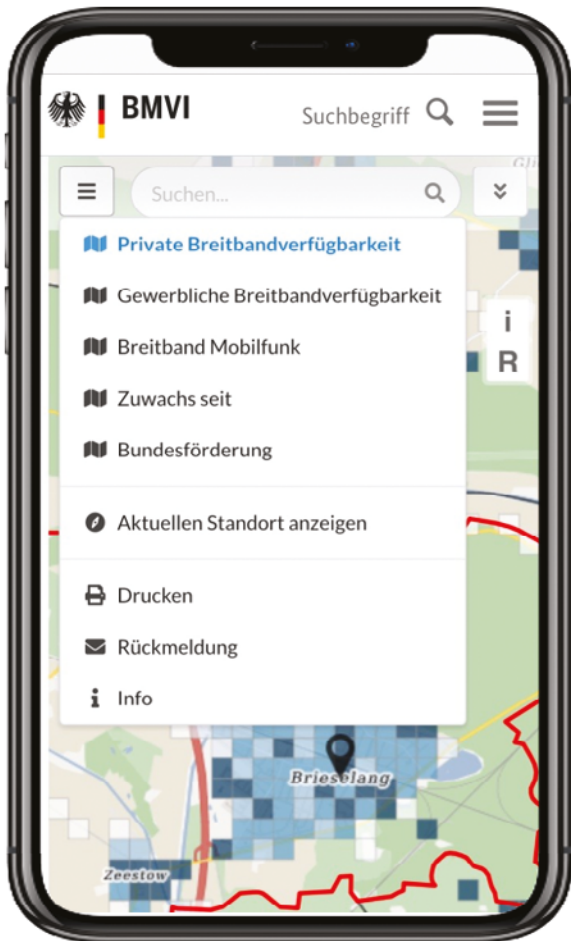 BMVI
Suchbegriff
Suchen...
Private Breitbandverfügbarkeit
Gewerbliche Breitbandverfügbarkeit
Breitband Mobilfunk
Zuwachs seit
Bundesförderung
Aktuellen Standort anzeigen
Drucken
Rückmeldung
Info
i
R
Brieselang
Zeestow